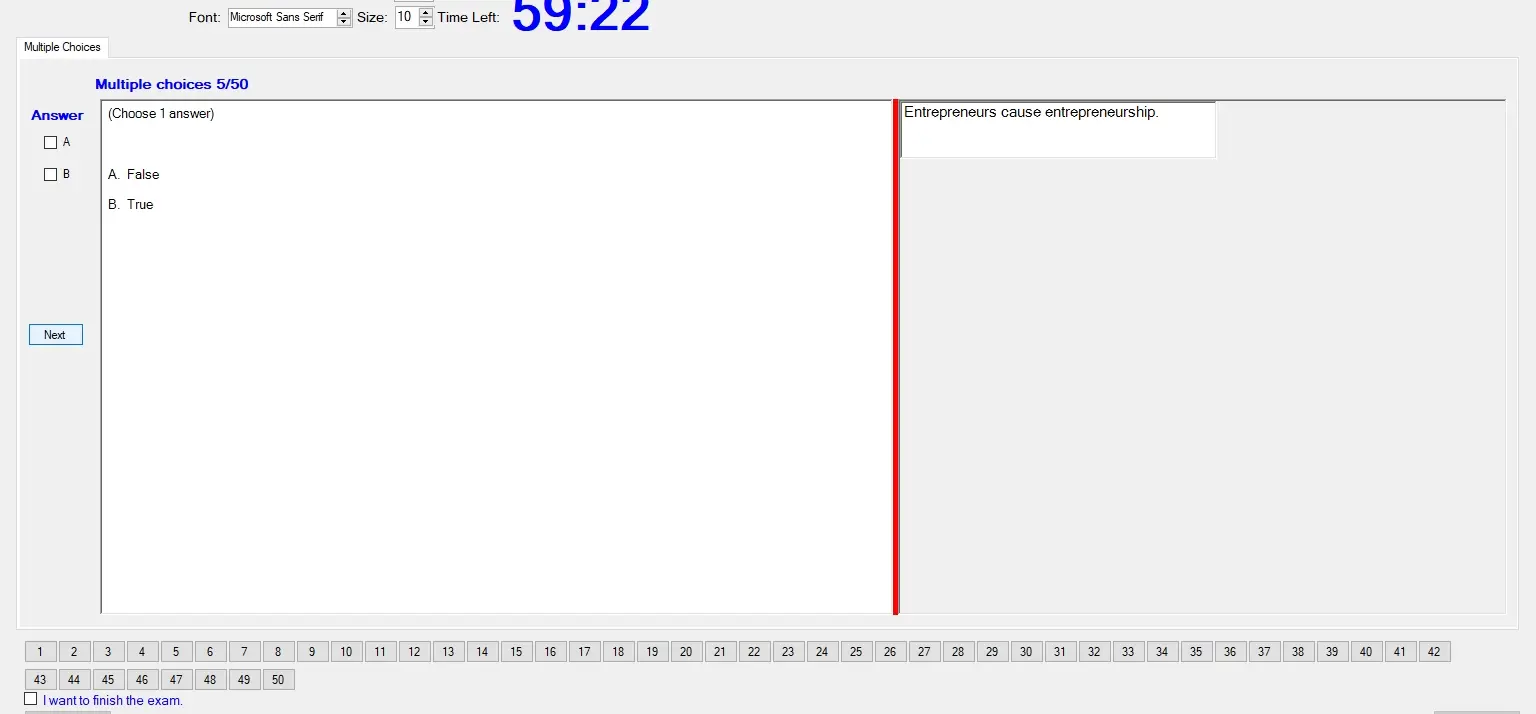 Font: Microsoft Sans Serif Size: 10 Time Left: 59:22
Multiple Choices
Multiple choices 5/50
Answer
A
B
(Choose 1 answer)
A. False
B. True
Entrepreneurs cause entrepreneurship.
Next
1 2 3 4 5 6 7 8 9 10 11 12 13 14 15 16 17 18 19 20 21 22 23 24 25 26 27 28 29 30 31 32 33 34 35 36 37 38 39 40 41 42
43 44 45 46 47 48 49 50
I want to finish the exam.